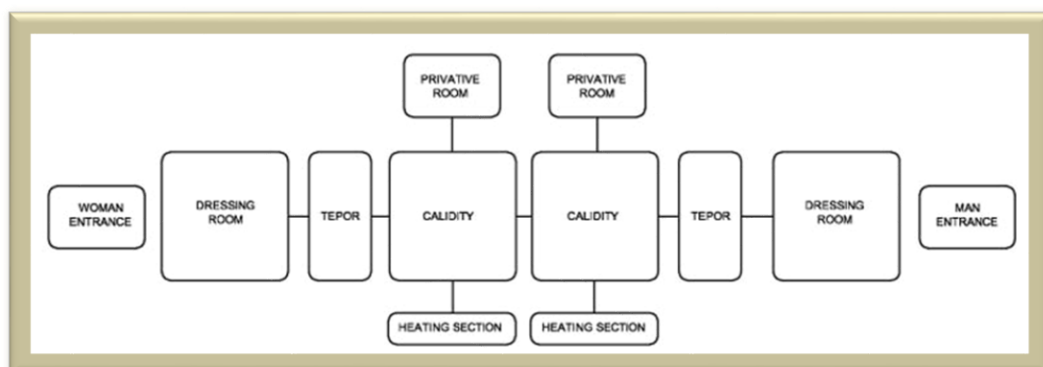 PRIVATIVE
ROOM
PRIVATIVE
ROOM
WOMAN
ENTRANCE
DRESSING
ROOM
TEPOR
CALIDITY
CALIDITY
TEPOR
DRESSING
ROOM
MAN
ENTRANCE
HEATING SECTION
HEATING SECTION